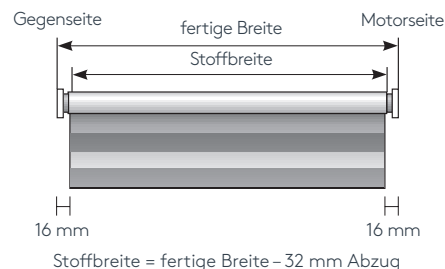 Gegenseite
Motorseite
fertige Breite
Stoffbreite
16 mm
16 mm
Stoffbreite = fertige Breite – 32 mm Abzug